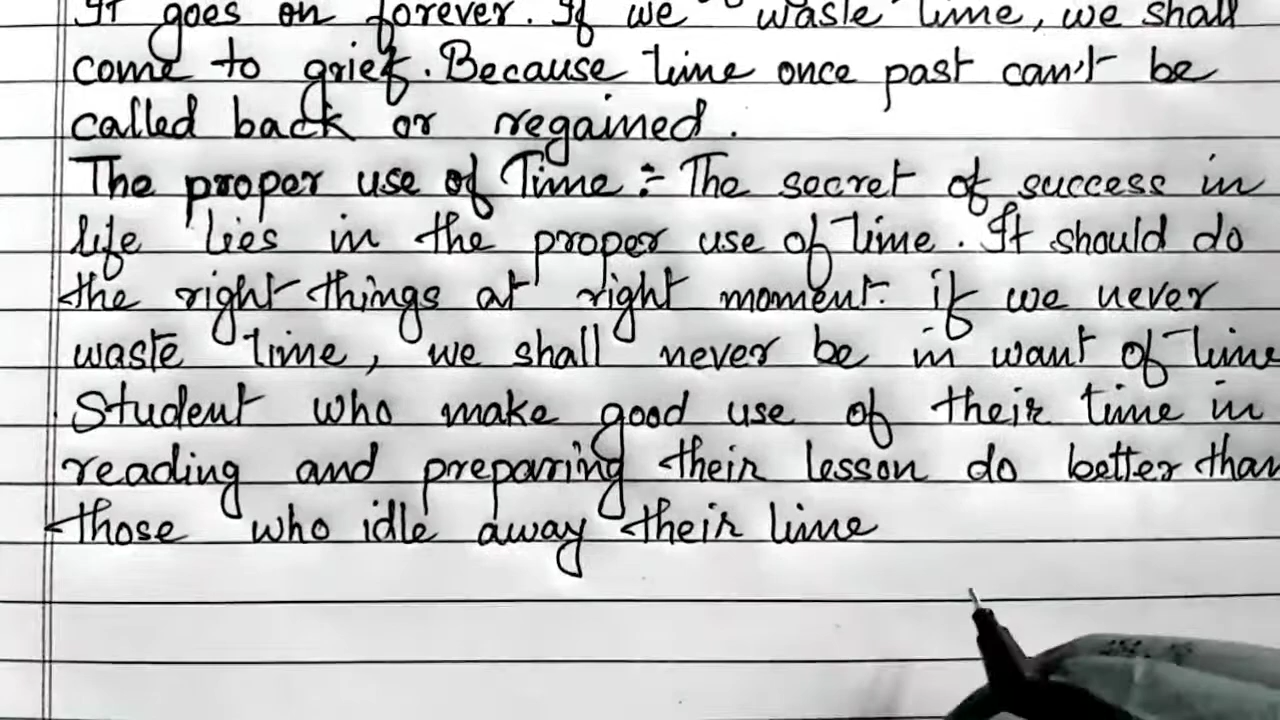 It goes on forever. If we waste time, we shall
come to grief. Because time once past can't be
called back or regained.
The proper use of Time :- The secret of success in
life lies in the proper use of time. It should do
the right things at right moment. if we never
waste time, we shall never be in want of time
Student who make good use of their time in
reading and preparing their lesson do better than
those who idle away their time